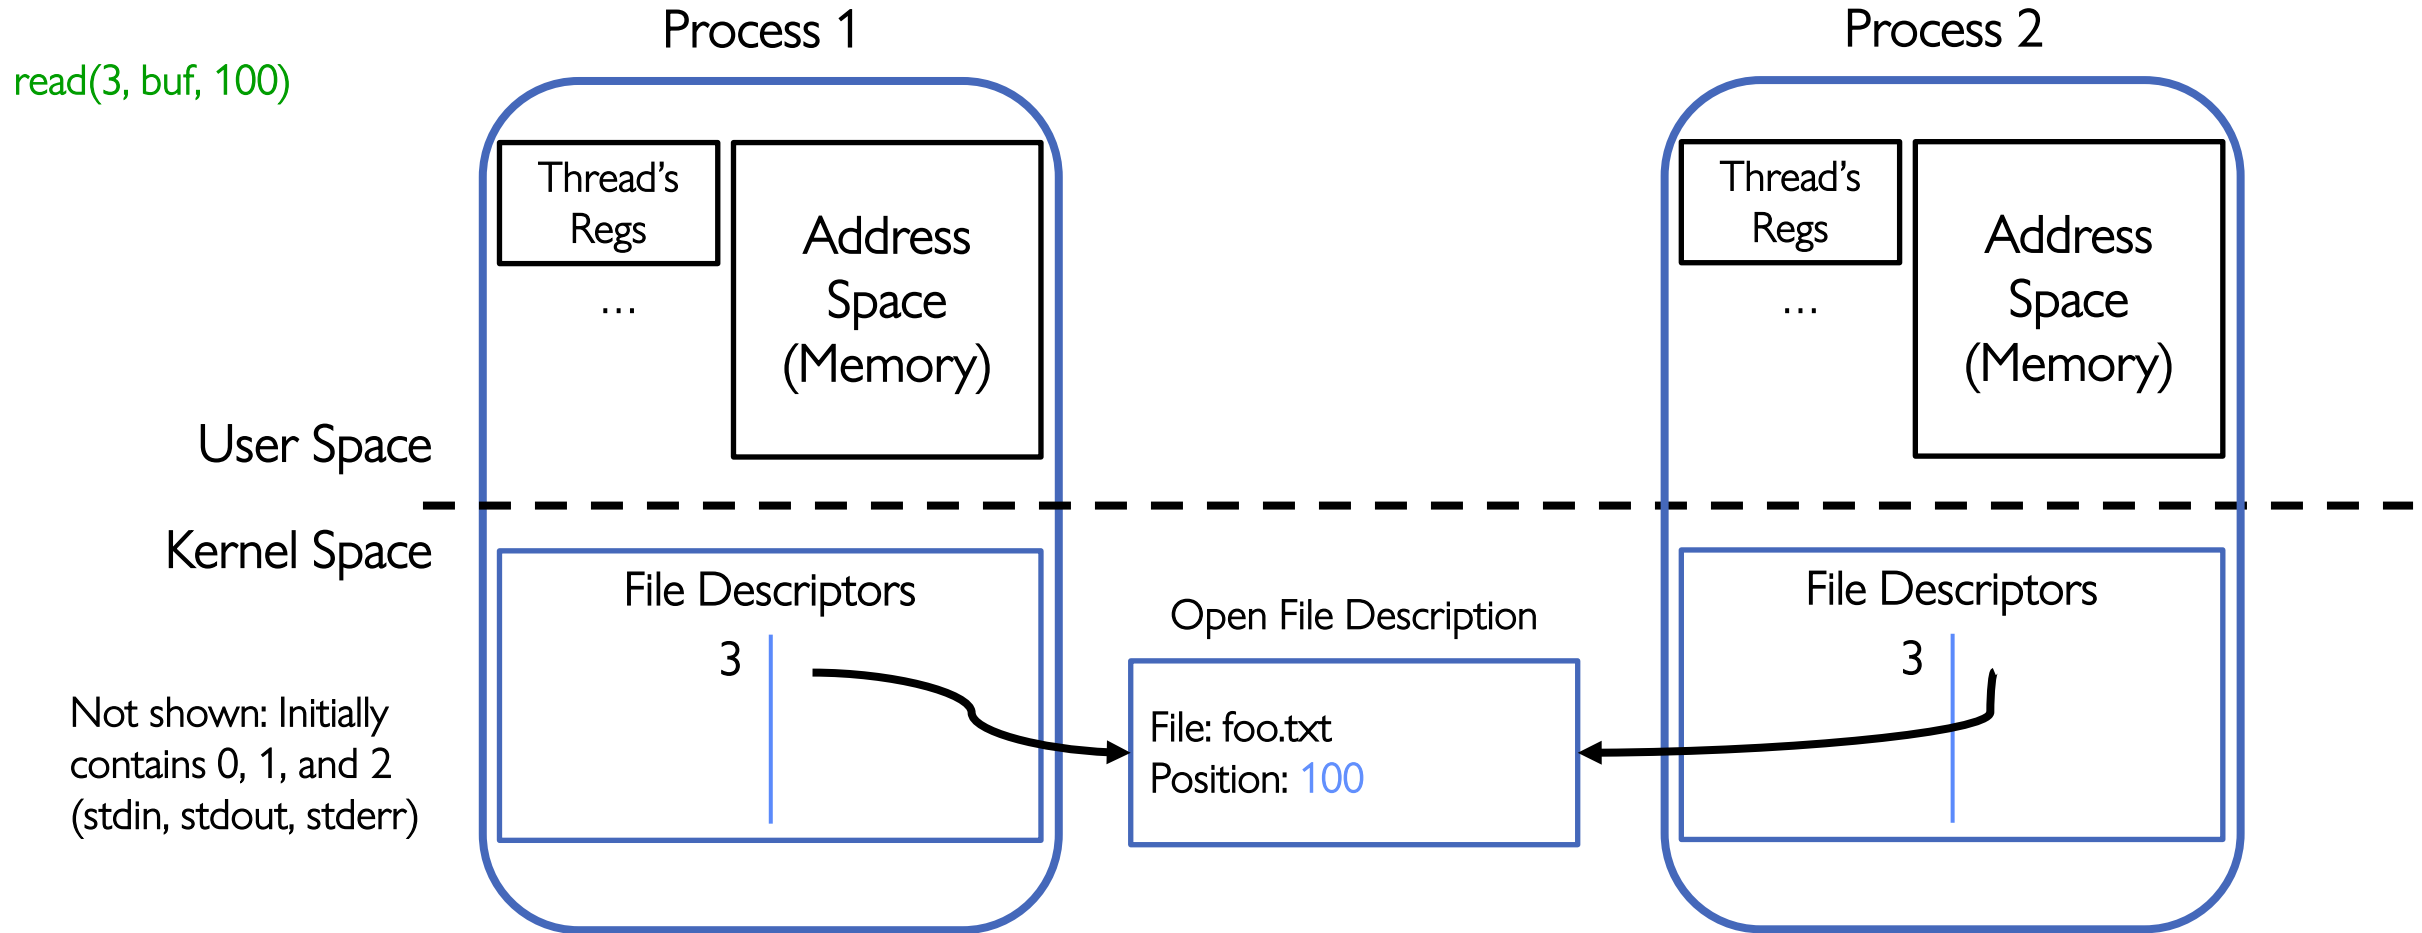 Process 1
Process 2
read(3, buf, 100)
Thread’s
Regs
…
Address
Space
(Memory)
Thread’s
Regs
…
Address
Space
(Memory)
User Space
Kernel Space
File Descriptors
3
Open File Description
File: foo.txt
Position: 100
File Descriptors
3
Not shown: Initially
contains 0, 1, and 2
(stdin, stdout, stderr)